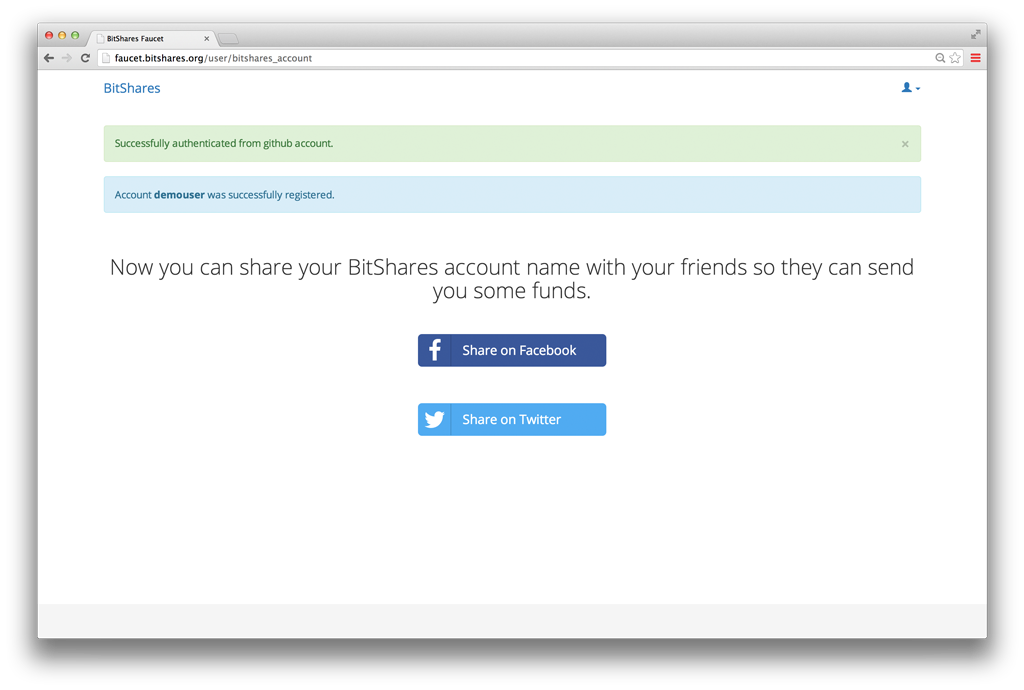 BitShares Faucet
faucet.bitshares.org/user/bitshares_account
BitShares
Successfully authenticated from github account.
Account demouser was successfully registered.
Now you can share your BitShares account name with your friends so they can send
you some funds.
Share on Facebook
Share on Twitter